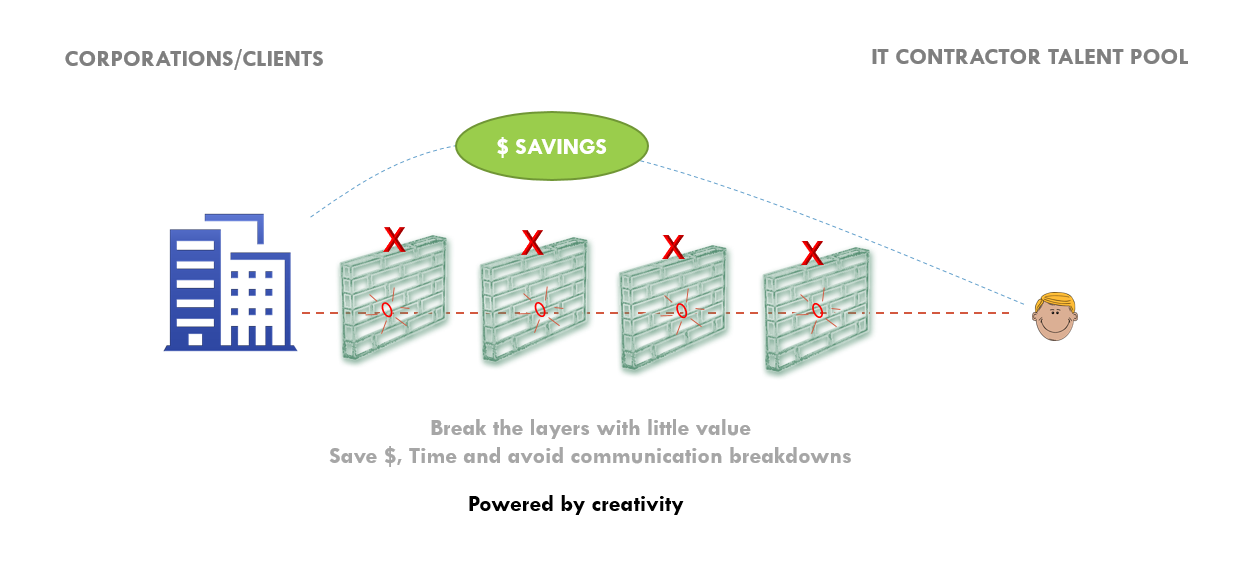 CORPORATIONS/CLIENTS
IT CONTRACTOR TALENT POOL
$ SAVINGS
X X X X
Break the layers with little value
Save $, Time and avoid communication breakdowns
Powered by creativity